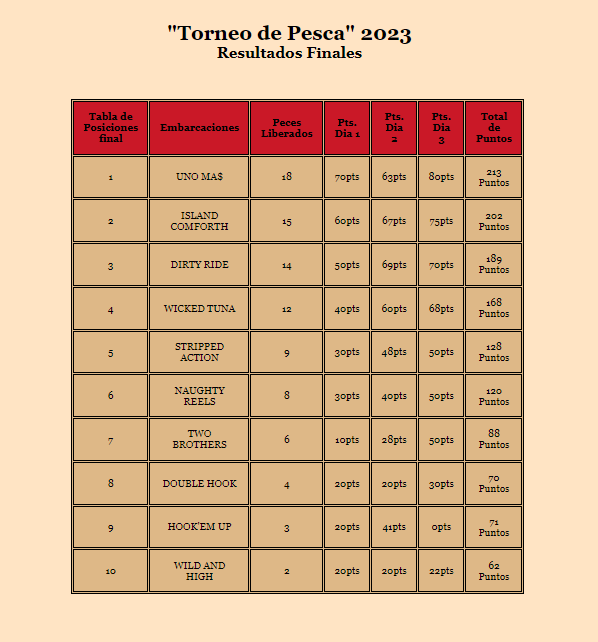 "Torneo de Pesca" 2023
Resultados Finales
Tabla de Posiciones final Embarcaciones Peces Liberados Pts. Dia 1 Pts. Dia 2 Pts. Dia 3 Total de Puntos
1 UNO MA$ 18 70pts 63pts 80pts 213 Puntos
2 ISLAND COMFORTH 15 60pts 67pts 75pts 202 Puntos
3 DIRTY RIDE 14 50pts 69pts 70pts 189 Puntos
4 WICKED TUNA 12 40pts 60pts 68pts 168 Puntos
5 STRIPPED ACTION 9 30pts 48pts 50pts 128 Puntos
6 NAUGHTY REELS 8 30pts 40pts 50pts 120 Puntos
7 TWO BROTHERS 6 10pts 28pts 50pts 88 Puntos
8 DOUBLE HOOK 4 20pts 20pts 30pts 70 Puntos
9 HOOK'EM UP 3 20pts 41pts 0pts 71 Puntos
10 WILD AND HIGH 2 20pts 20pts 22pts 62 Puntos